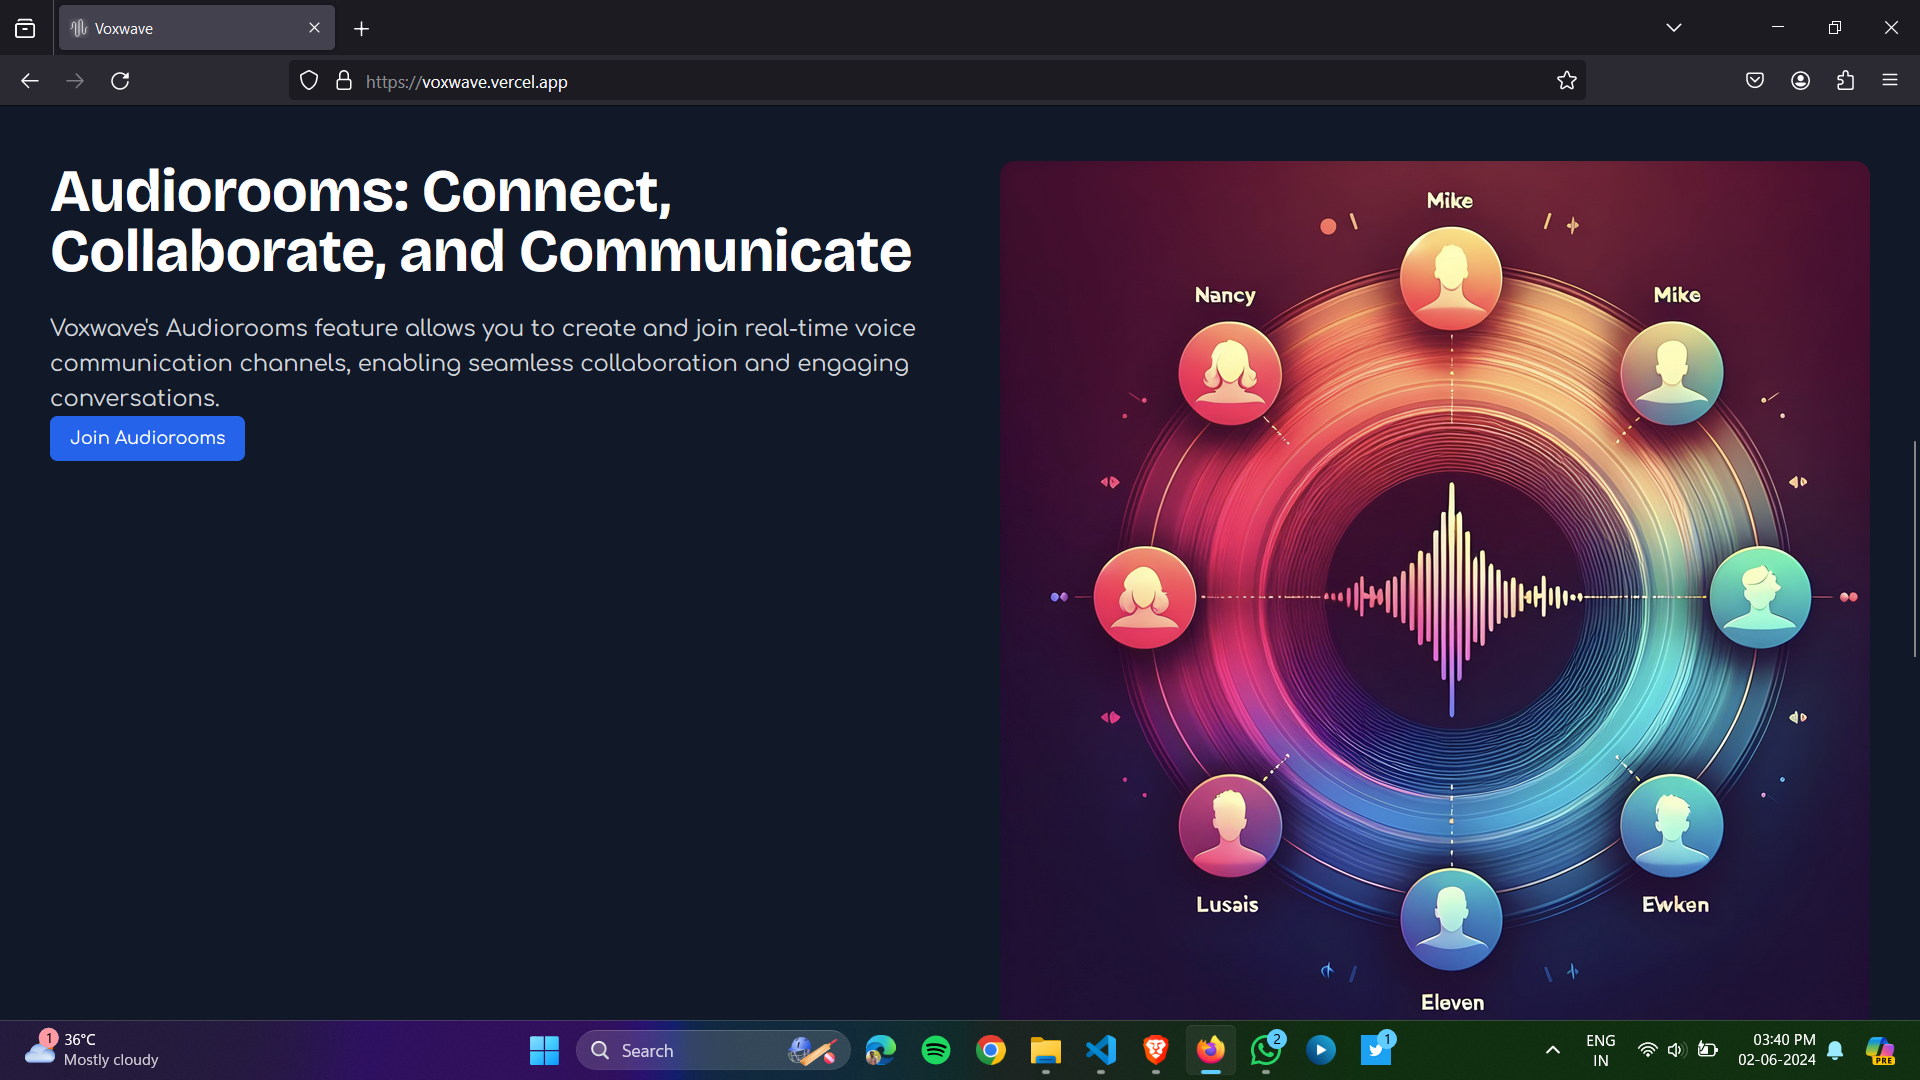 Voxwave
https://voxwave.vercel.app
Audiorooms: Connect,
Collaborate, and Communicate
Voxwave's Audiorooms feature allows you to create and join real-time voice
communication channels, enabling seamless collaboration and engaging
conversations.
Join Audiorooms
Mike
Nancy
Mike
Lusais
Ewken
Eleven
1
36°C
Mostly cloudy
Search
2
1
ENG
IN
03:40 PM
02-06-2024
PRE